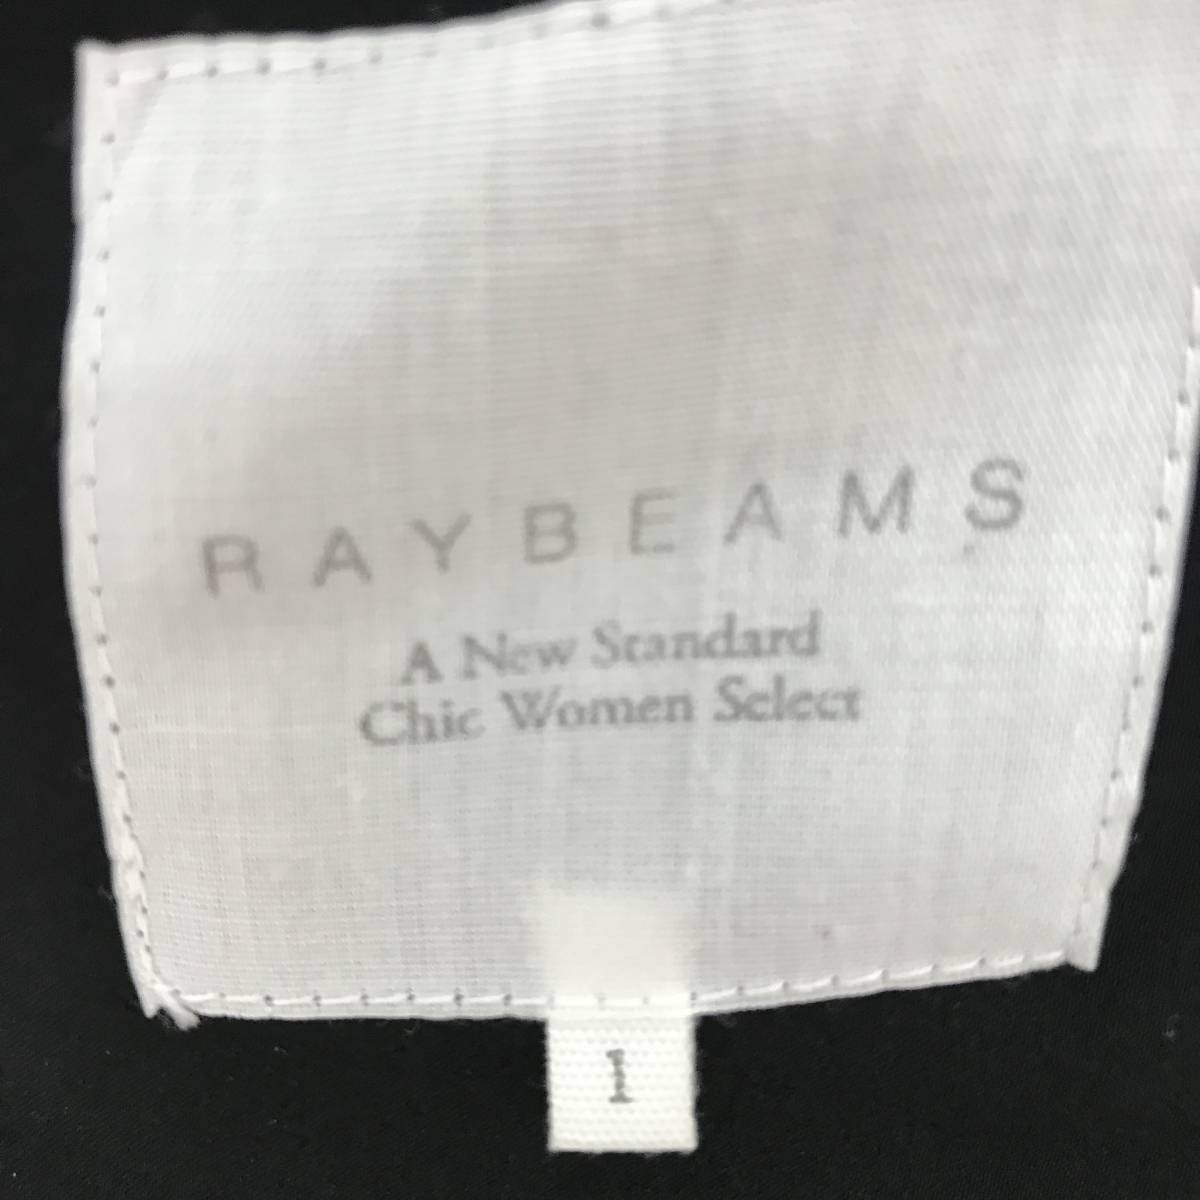 RAYBEAMS
A New Standard
Chic Women Select
1